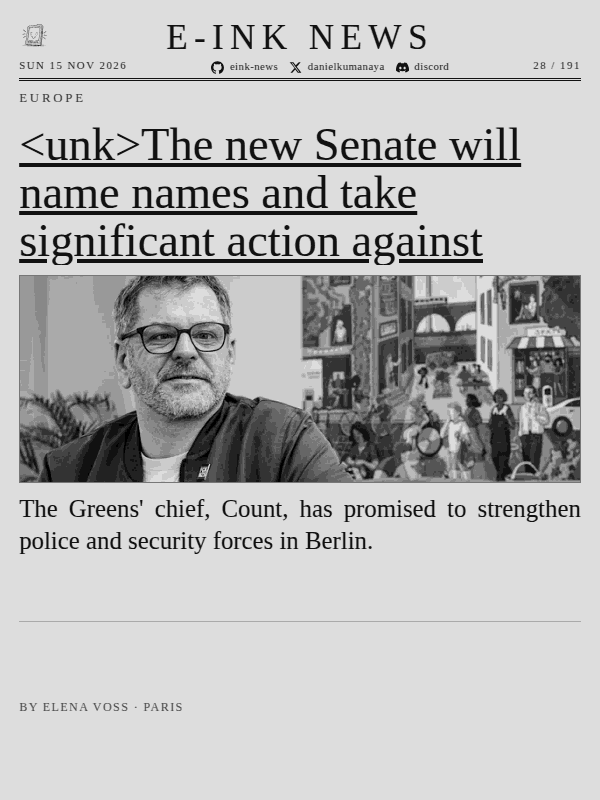 E-INK NEWS
SUN 15 NOV 2026
eink-news danielkumanaya discord
28 / 191
EUROPE
<unk>The new Senate will
name names and take
significant action against
The Greens' chief, Count, has promised to strengthen
police and security forces in Berlin.
BY ELENA VOSS · PARIS